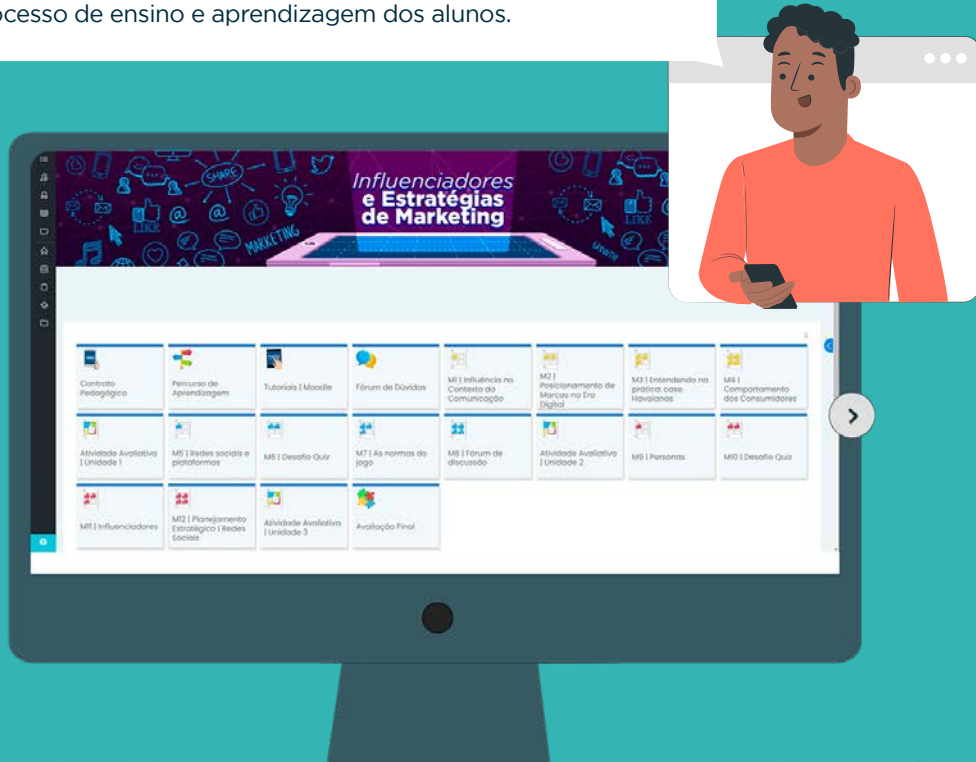 ocesso de ensino e aprendizagem dos alunos.
SHARE
LIKE
MARKETING
Influenciadores
e Estratégias
de Marketing
LIKE
Contrato
Pedagógico
Percurso de
Aprendizagem
Tutoriais | Moodle
Fórum de Dúvidas
M1 | Influência no
Contexto da
Comunicação
M2 |
Posicionamento de
Marcas na Era
Digital
M3 | Entendendo na
prática: case
Havaianas
M4 |
Comportamento
dos Consumidores
Atividade Avaliativa
| Unidade 1
M5 | Redes sociais e
plataformas
M6 | Desafio Quiz
M7 | As normas do
jogo
M8 | Fórum de
discussão
Atividade Avaliativa
| Unidade 2
M9 | Personas
M10 | Desafio Quiz
M11 | Influenciadores
M12 | Planejamento
Estratégico | Redes
Sociais
Atividade Avaliativa
| Unidade 3
Avaliação Final